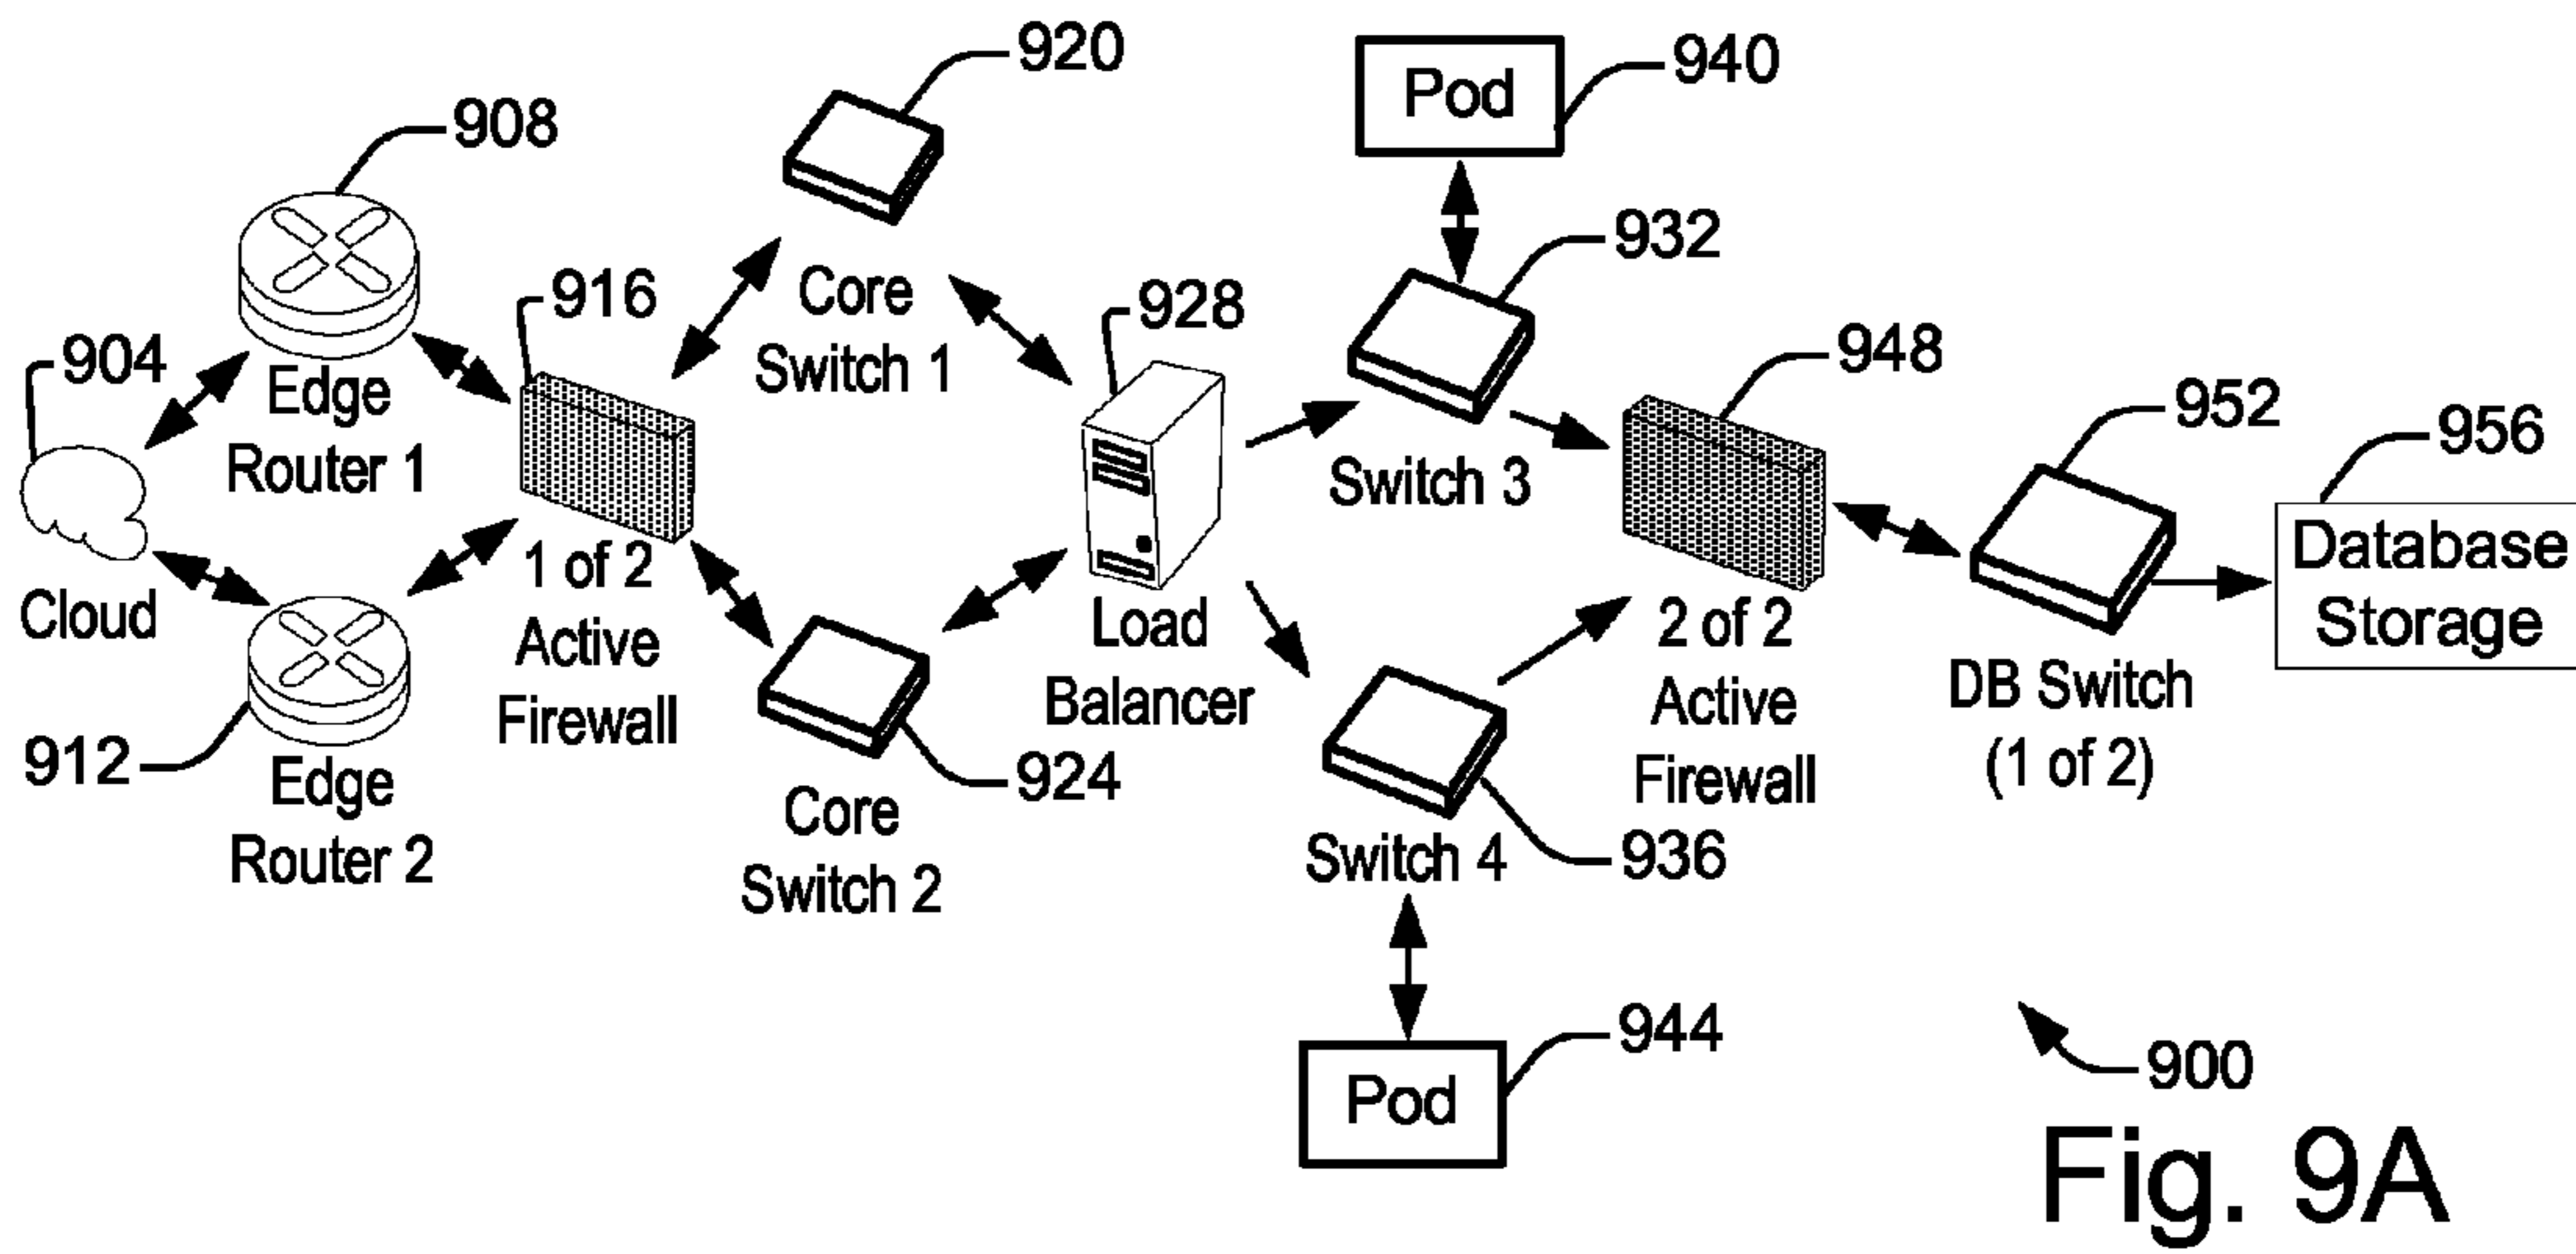 920
940
Pod
908
932
916
Core
Switch 1
928
948
904
Edge
Router 1
952
956
Switch 3
Database
Storage
1 of 2
Active
Firewall
Cloud
Load
Balancer
2 of 2
Active
Firewall
DB Switch
(1 of 2)
912
Edge
Router 2
924
Core
Switch 2
Switch 4
936
944
Pod
900
Fig. 9A